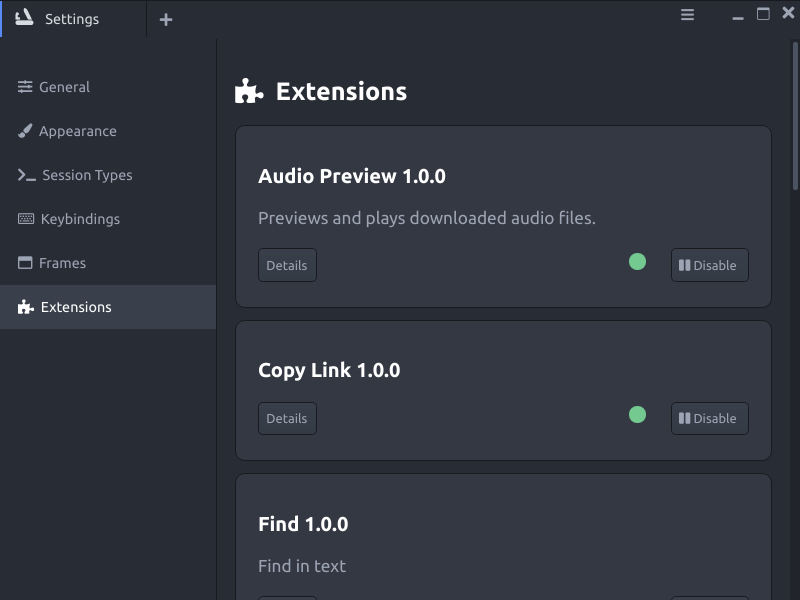 Settings
General
Appearance
Session Types
Keybindings
Frames
Extensions
Extensions
Audio Preview 1.0.0
Previews and plays downloaded audio files.
Details
Disable
Copy Link 1.0.0
Details
Disable
Find 1.0.0
Find in text